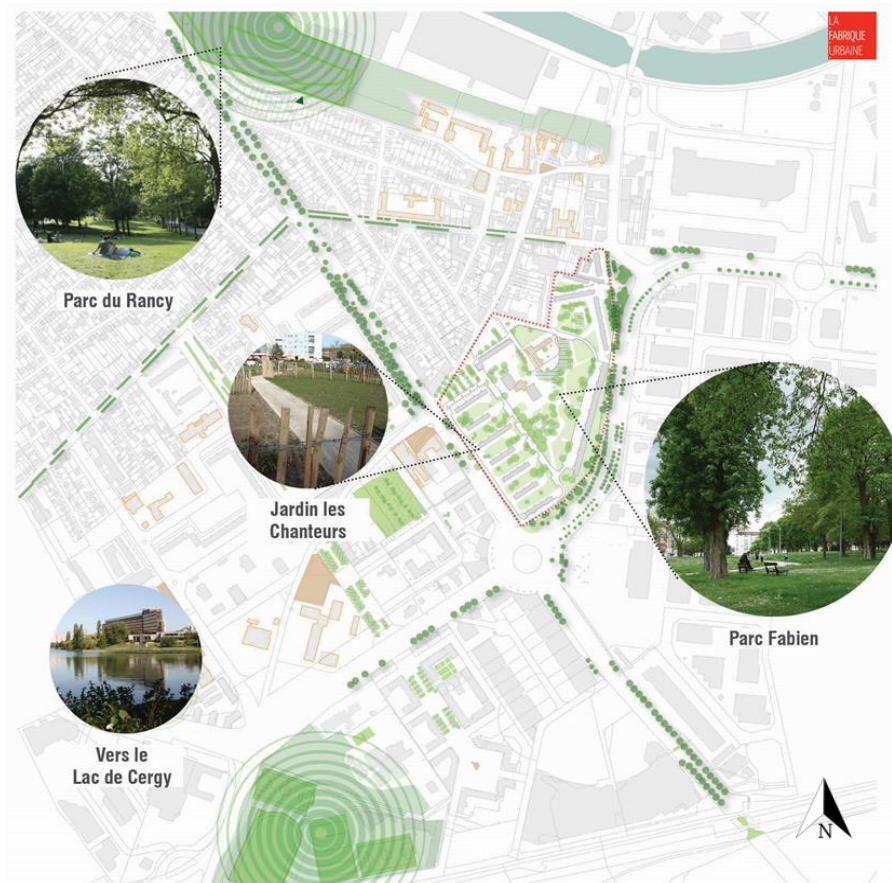 LA
FABRIQUE
URBAINE
Parc du Rancy
Jardin les
Chanteurs
Parc Fabien
Vers le
Lac de Cergy
N